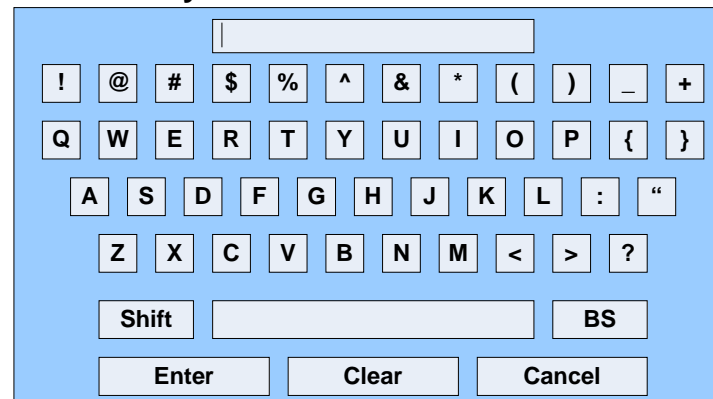 ! @ # $ % ^ & * ( ) _ +
Q W E R T Y U I O P { }
A S D F G H J K L : “
Z X C V B N M < > ?
Shift BS
Enter Clear Cancel